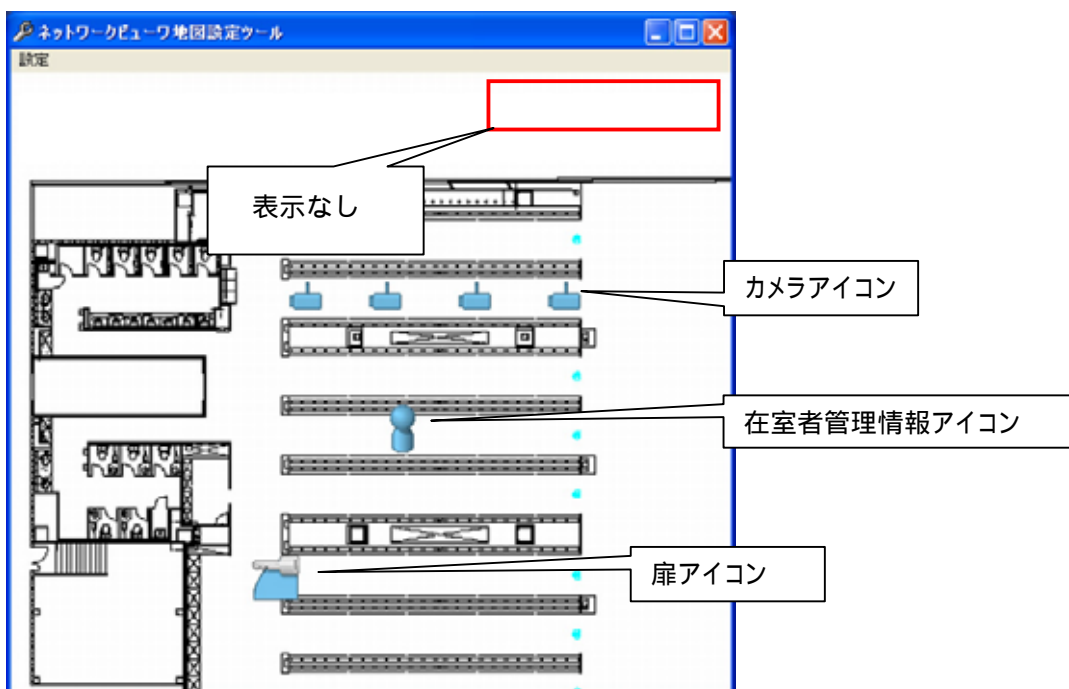 ネットワークビューワ地図設定ツール
設定
表示なし
カメラアイコン
在室者管理情報アイコン
扉アイコン